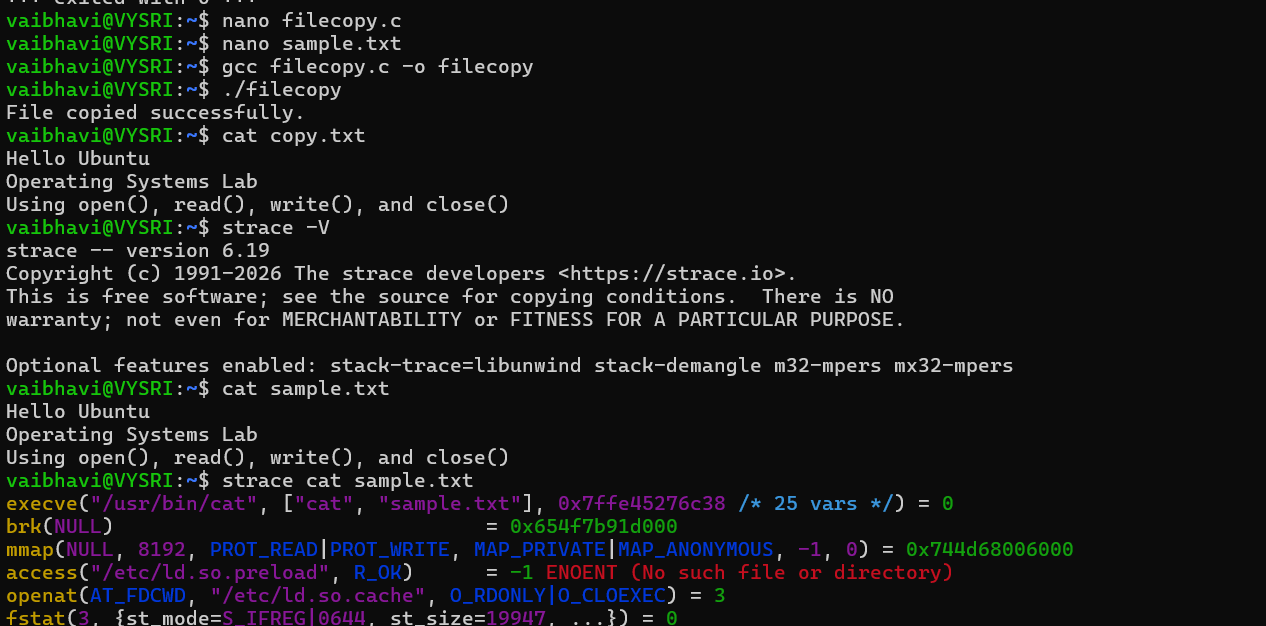 *** exited with 0 ***
vaibhavi@VYSRI:~$ nano filecopy.c
vaibhavi@VYSRI:~$ nano sample.txt
vaibhavi@VYSRI:~$ gcc filecopy.c -o filecopy
vaibhavi@VYSRI:~$ ./filecopy
File copied successfully.
vaibhavi@VYSRI:~$ cat copy.txt
Hello Ubuntu
Operating Systems Lab
Using open(), read(), write(), and close()
vaibhavi@VYSRI:~$ strace -V
strace -- version 6.19
Copyright (c) 1991-2026 The strace developers <https://strace.io>.
This is free software; see the source for copying conditions.  There is NO
warranty; not even for MERCHANTABILITY or FITNESS FOR A PARTICULAR PURPOSE.

Optional features enabled: stack-trace=libunwind stack-demangle m32-mpers mx32-mpers
vaibhavi@VYSRI:~$ cat sample.txt
Hello Ubuntu
Operating Systems Lab
Using open(), read(), write(), and close()
vaibhavi@VYSRI:~$ strace cat sample.txt
execve("/usr/bin/cat", ["cat", "sample.txt"], 0x7ffe45276c38 /* 25 vars */) = 0
brk(NULL)                               = 0x654f7b91d000
mmap(NULL, 8192, PROT_READ|PROT_WRITE, MAP_PRIVATE|MAP_ANONYMOUS, -1, 0) = 0x744d68006000
access("/etc/ld.so.preload", R_OK)      = -1 ENOENT (No such file or directory)
openat(AT_FDCWD, "/etc/ld.so.cache", O_RDONLY|O_CLOEXEC) = 3
fstat(3, {st_mode=S_IFREG|0644, st_size=19947, ...}) = 0